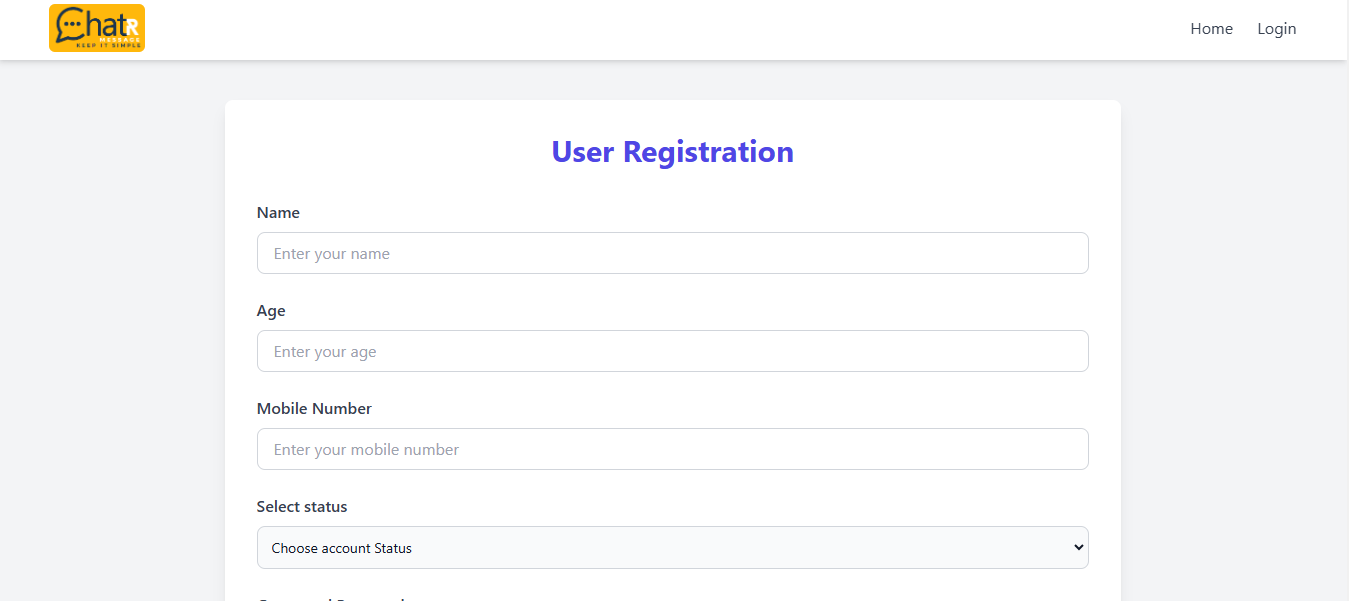 ChatR
MESSAGE
KEEP IT SIMPLE
Home
Login
User Registration
Name
Enter your name
Age
Enter your age
Mobile Number
Enter your mobile number
Select status
Choose account Status